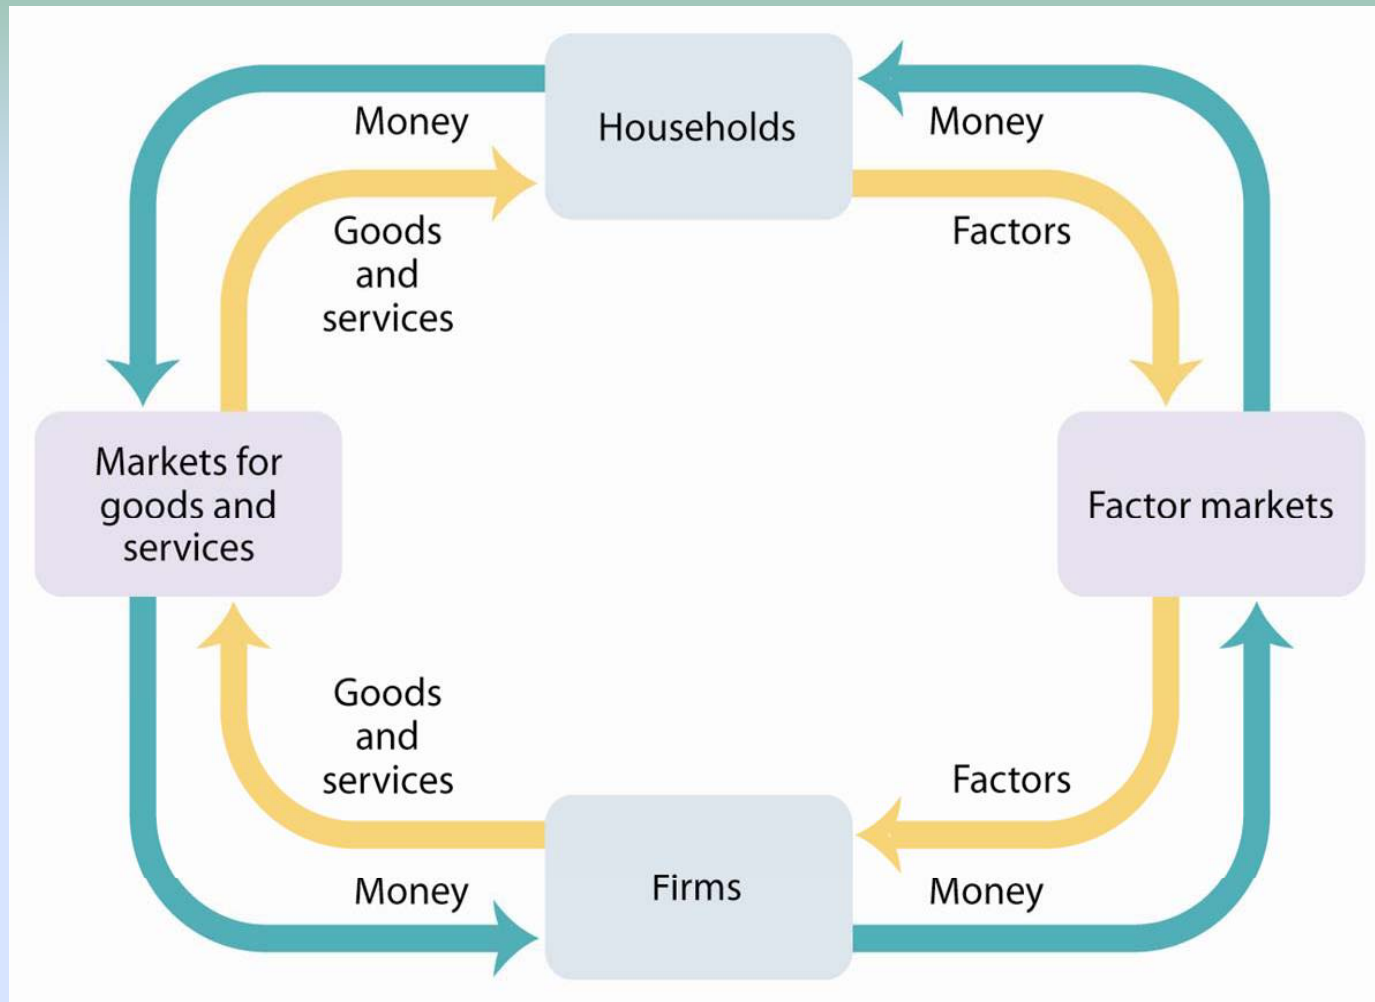 Households
Money
Money
Goods
and
services
Factors
Markets for
goods and
services
Factor markets
Goods
and
services
Factors
Money
Firms
Money